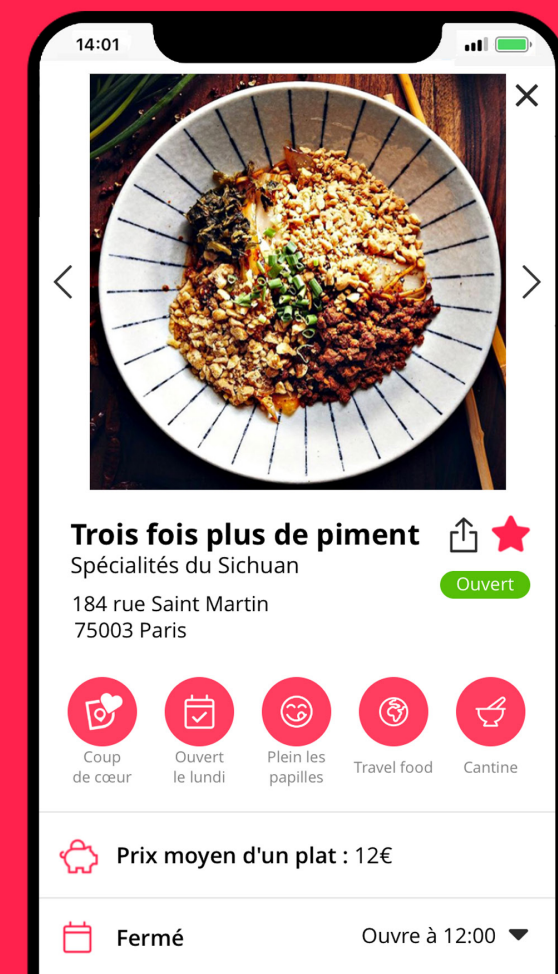 14:01
Trois fois plus de piment
Spécialités du Sichuan
Ouvert
184 rue Saint Martin
75003 Paris
Coup
de cœur
Ouvert
le lundi
Plein les
papilles
Travel food
Cantine
Prix moyen d'un plat : 12€
Fermé
Ouvre à 12:00